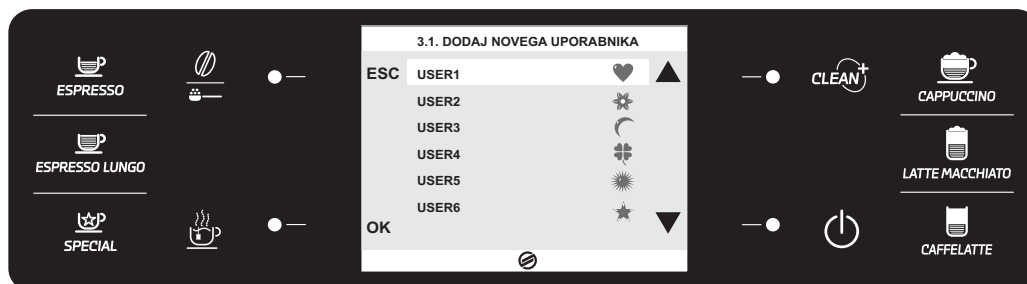 3.1. DODAJ NOVEGA UPORABNIKA
ESC
USER1
USER2
USER3
USER4
USER5
USER6
OK
ESPRESSO
ESPRESSO LUNGO
SPECIAL
CLEAN+
CAPPUCCINO
LATTE MACCHIATO
CAFFELATTE